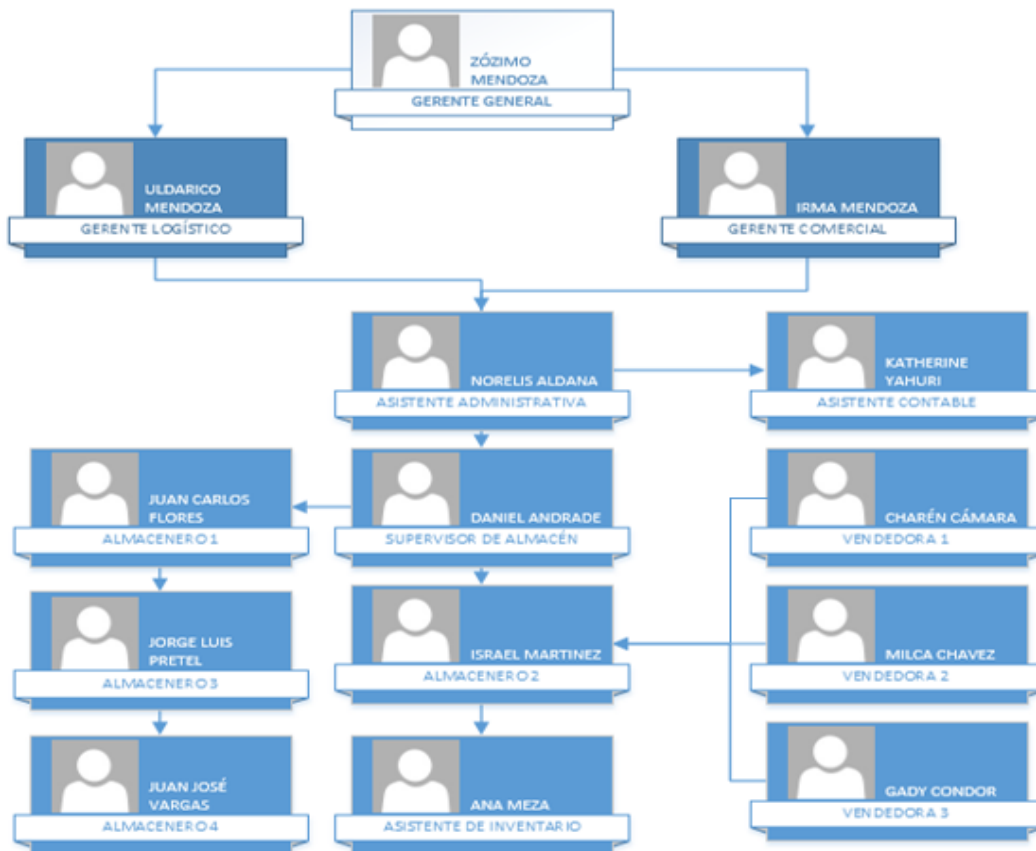 ZÓZIMO
MENDOZA
GERENTE GENERAL
ULDARICO
MENDOZA
GERENTE LOGÍSTICO
IRMA MENDOZA
GERENTE COMERCIAL
NORELIS ALDANA
ASISTENTE ADMINISTRATIVA
KATHERINE
YAHURI
ASISTENTE CONTABLE
JUAN CARLOS
FLORES
ALMACENERO 1
DANIEL ANDRADE
SUPERVISOR DE ALMACÉN
CHARÉN CÁMARA
VENDEDORA 1
JORGE LUIS
PRETEL
ALMACENERO 3
ISRAEL MARTINEZ
ALMACENERO 2
MILCA CHAVEZ
VENDEDORA 2
JUAN JOSÉ
VARGAS
ALMACENERO 4
ANA MEZA
ASISTENTE DE INVENTARIO
GADY CONDOR
VENDEDORA 3